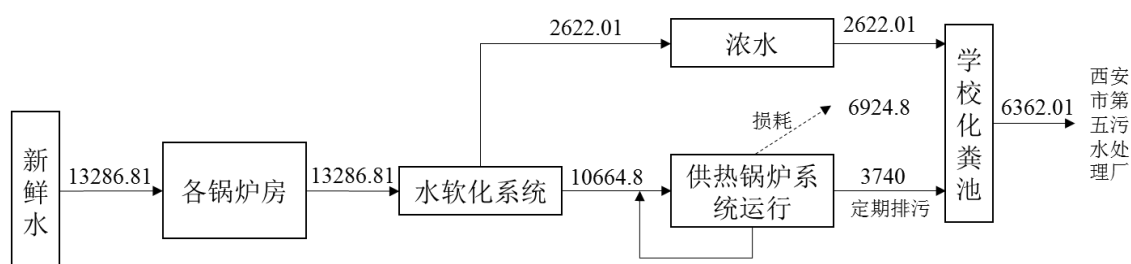 新鲜水
13286.81
各锅炉房
13286.81
水软化系统
2622.01
浓水
2622.01
10664.8
供热锅炉系
统运行
损耗
6924.8
3740
定期排污
学校化粪池
6362.01
西安
市第
五污
水处
理厂